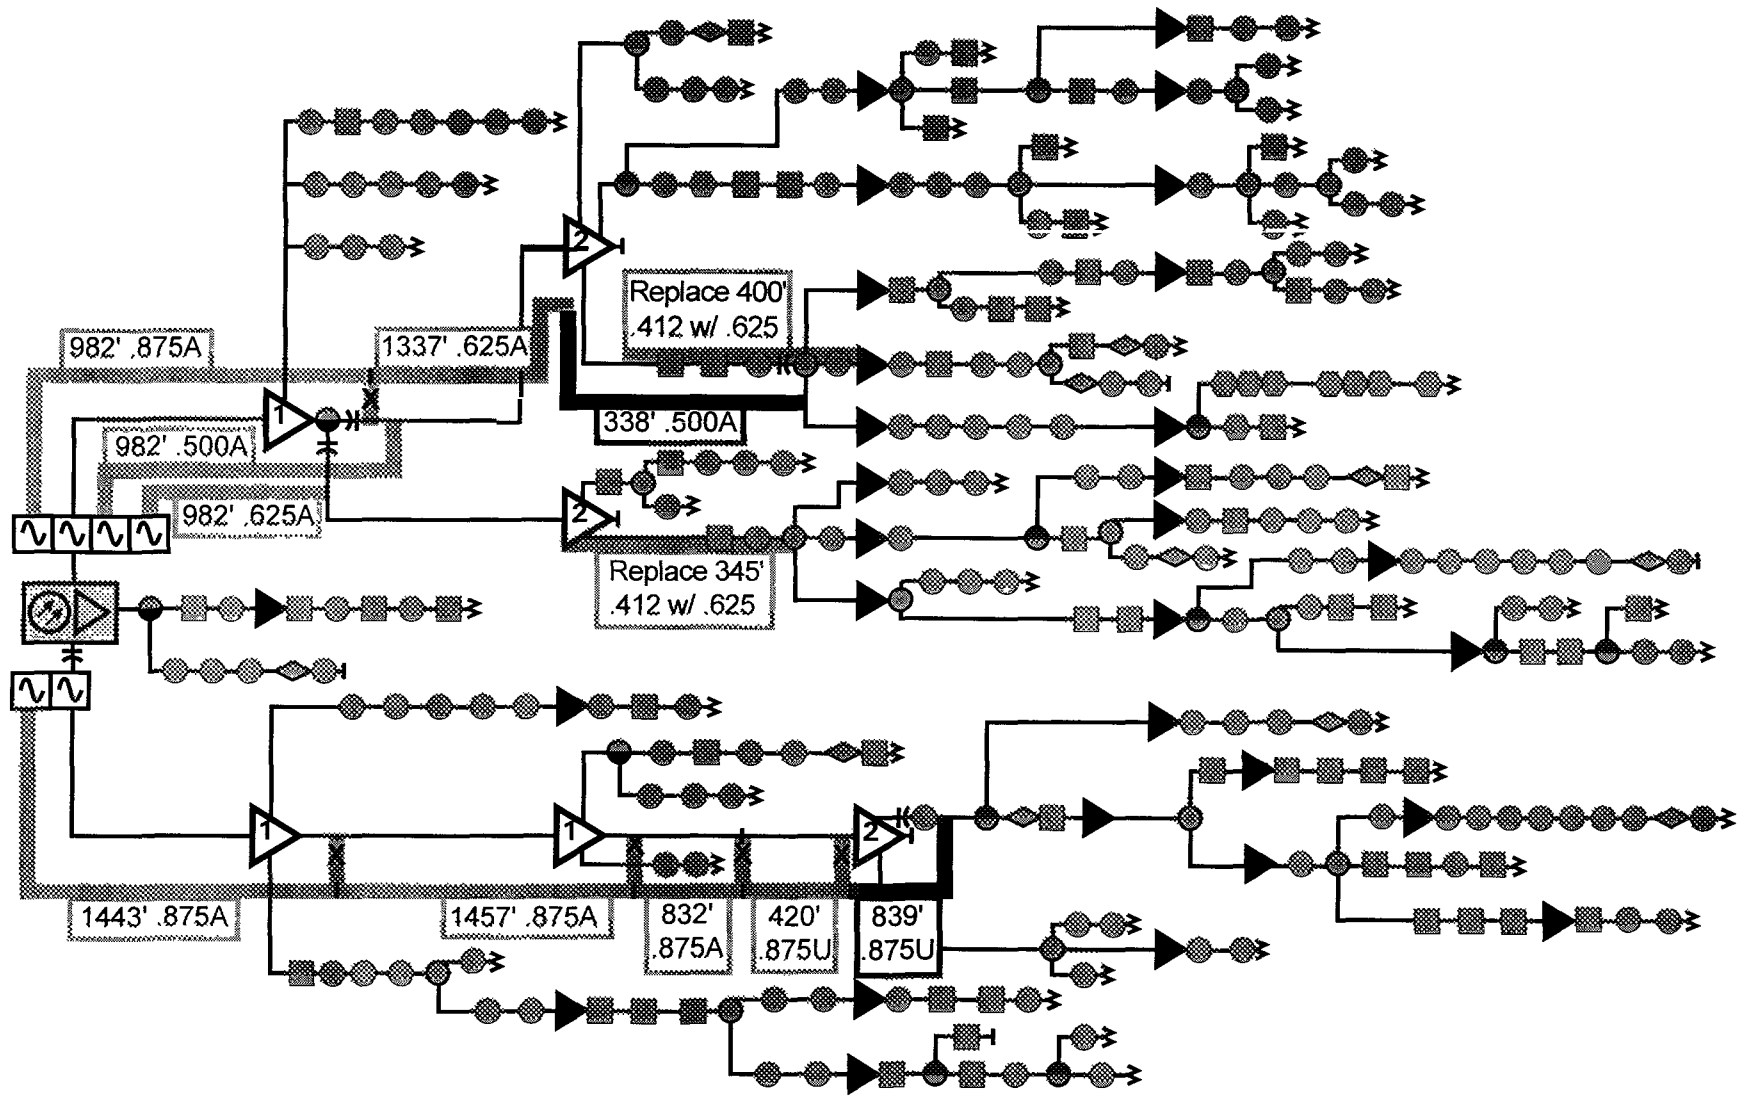 2
Replace 400'
.412 w/ .625
982' .875A
1337' .625A
1
338' .500A
982' .500A
982' .625A
2
Replace 345'
.412 w/ .625
1
1
2
1443' .875A
1457' .875A
832'
.875A
420'
.875U
839'
.875U